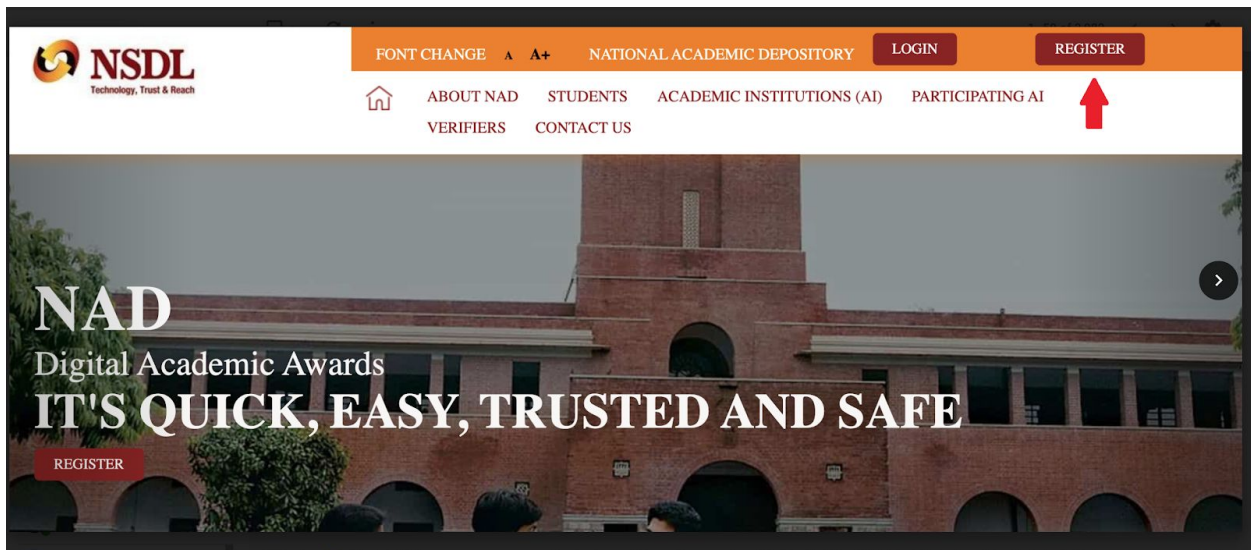 NSDL
Technology, Trust & Reach
FONT CHANGE A A+ NATIONAL ACADEMIC DEPOSITORY LOGIN REGISTER
ABOUT NAD STUDENTS ACADEMIC INSTITUTIONS (AI) PARTICIPATING AI
VERIFIERS CONTACT US
NAD
Digital Academic Awards
IT'S QUICK, EASY, TRUSTED AND SAFE
REGISTER